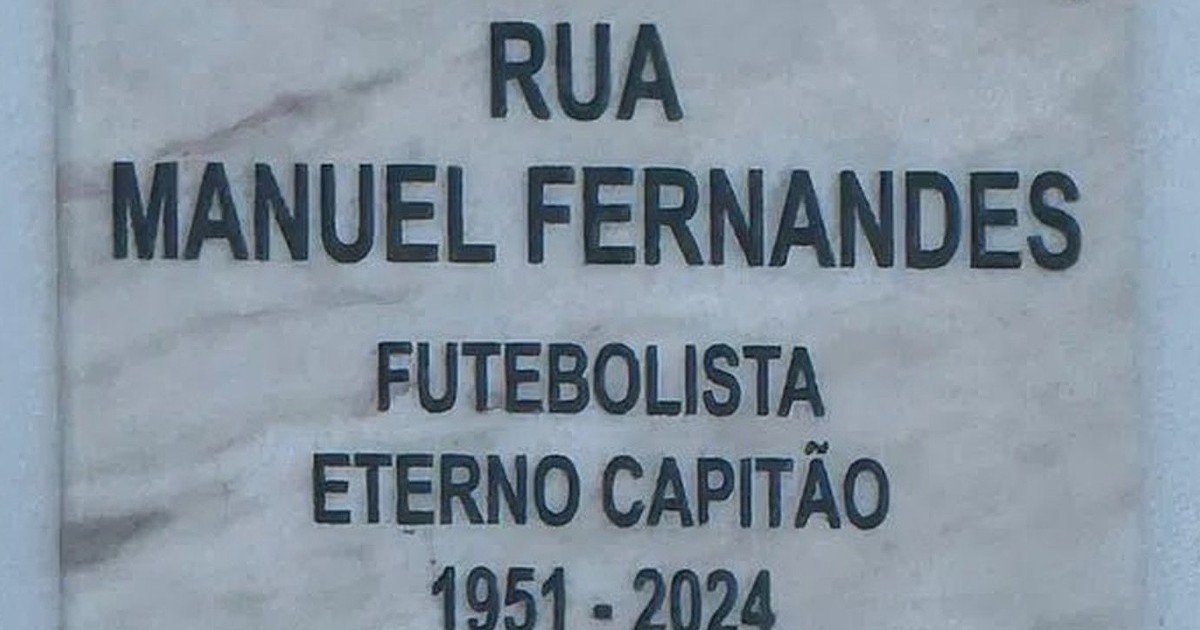 RUA
MANUEL FERNANDES
FUTEBOLISTA
ETERNO CAPITÃO
1951 - 2024